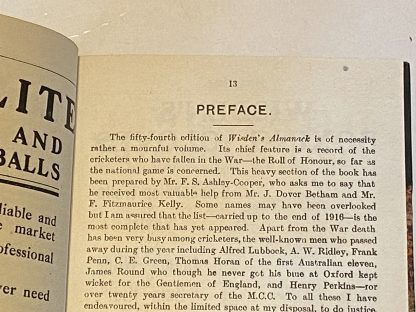 LITE
AND
BALLS
liable and
market
ofessional
ver need
13
PREFACE.
The fifty-fourth edition of Wisden's Almanack is of necessity
rather a mournful volume. Its chief feature is a record of the
cricketers who have fallen in the War—the Roll of Honour, so far as
the national game is concerned. This heavy section of the book has
been prepared by Mr. F. S. Ashley-Cooper, who asks me to say that
he received most valuable help from Mr. J. Dover Betham and Mr.
F. Fitzmaurice Kelly. Some names may have been overlooked
but I am assured that the list—carried up to the end of 1916—is the
most complete that has yet appeared. Apart from the War death
has been very busy among cricketers, the well-known men who passed
away during the year including Alfred Lubbock, A. W. Ridley, Frank
Penn, C. E. Green, Thomas Horan of the first Australian eleven,
James Round who though he never got his blue at Oxford kept
wicket for the Gentlemen of England, and Henry Perkins—for
over twenty years secretary of the M.C.C. To all these I have
endeavoured, within the limited space at my disposal, to do justice.